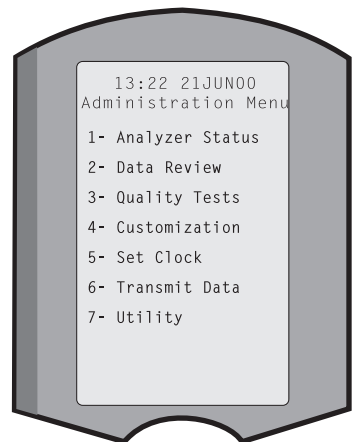 13:22 21JUN00
Administration Menu
1- Analyzer Status
2- Data Review
3- Quality Tests
4- Customization
5- Set Clock
6- Transmit Data
7- Utility